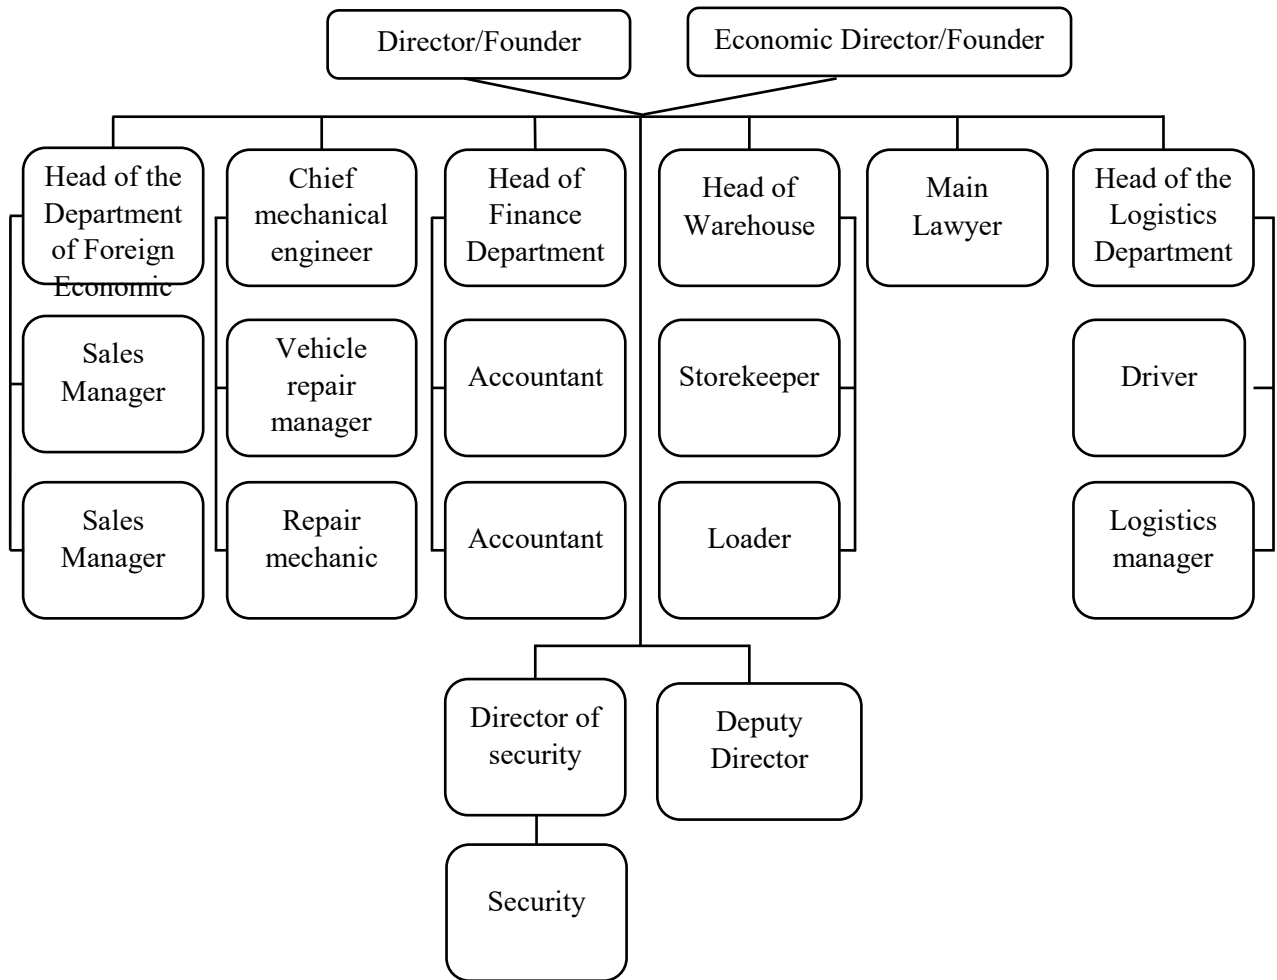 Director/Founder
Economic Director/Founder
Head of the
Department
of Foreign
Economic
Chief
mechanical
engineer
Head of
Finance
Department
Head of
Warehouse
Main
Lawyer
Head of the
Logistics
Department
Sales
Manager
Vehicle
repair
manager
Accountant
Storekeeper
Driver
Sales
Manager
Repair
mechanic
Accountant
Loader
Logistics
manager
Director of
security
Deputy
Director
Security